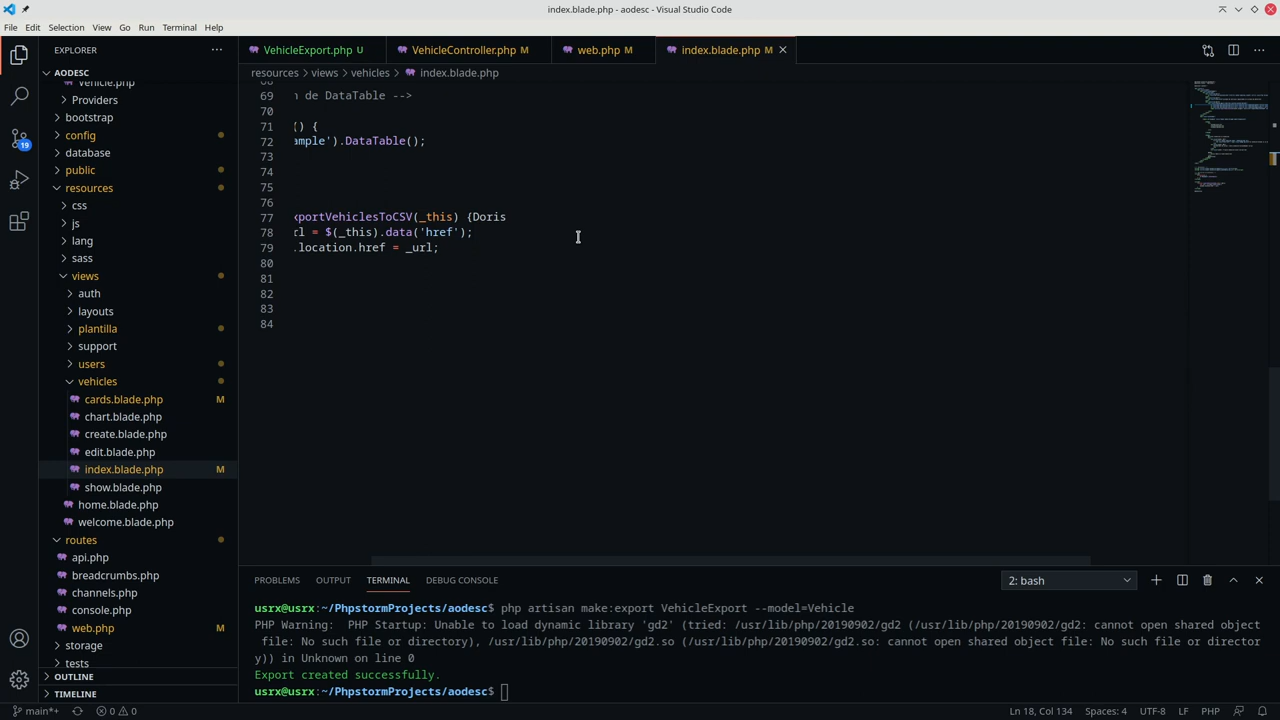 index.blade.php - aodesc - Visual Studio Code
File Edit Selection View Go Run Terminal Help
EXPLORER
VehicleExport.php U
VehicleController.php M
web.php M
index.blade.php M
AODESC
resources > views > vehicles > index.blade.php
Vehicle.php
Providers
bootstrap
config
database
public
resources
css
js
lang
sass
views
auth
layouts
plantilla
support
users
vehicles
cards.blade.php M
chart.blade.php
create.blade.php
edit.blade.php
index.blade.php M
show.blade.php
home.blade.php
welcome.blade.php
routes
api.php
breadcrumbs.php
channels.php
console.php
web.php M
storage
tests
OUTLINE
TIMELINE
19
68
69 n de DataTable -->
70
71 () {
72 ample').DataTable();
73
74
75
76
77 xportVehiclesToCSV(_this) {Doris
78 rl = $(_this).data('href');
79 .location.href = _url;
80
81
82
83
84
PROBLEMS OUTPUT TERMINAL DEBUG CONSOLE
2: bash
usrx@usrx:~/PhpstormProjects/aodesc$ php artisan make:export VehicleExport --model=Vehicle
PHP Warning:  PHP Startup: Unable to load dynamic library 'gd2' (tried: /usr/lib/php/20190902/gd2 (/usr/lib/php/20190902/gd2: cannot open shared object
file: No such file or directory), /usr/lib/php/20190902/gd2.so (/usr/lib/php/20190902/gd2.so: cannot open shared object file: No such file or director
y)) in Unknown on line 0
Export created successfully.
usrx@usrx:~/PhpstormProjects/aodesc$
main*+ 0 0
Ln 18, Col 134 Spaces: 4 UTF-8 LF PHP